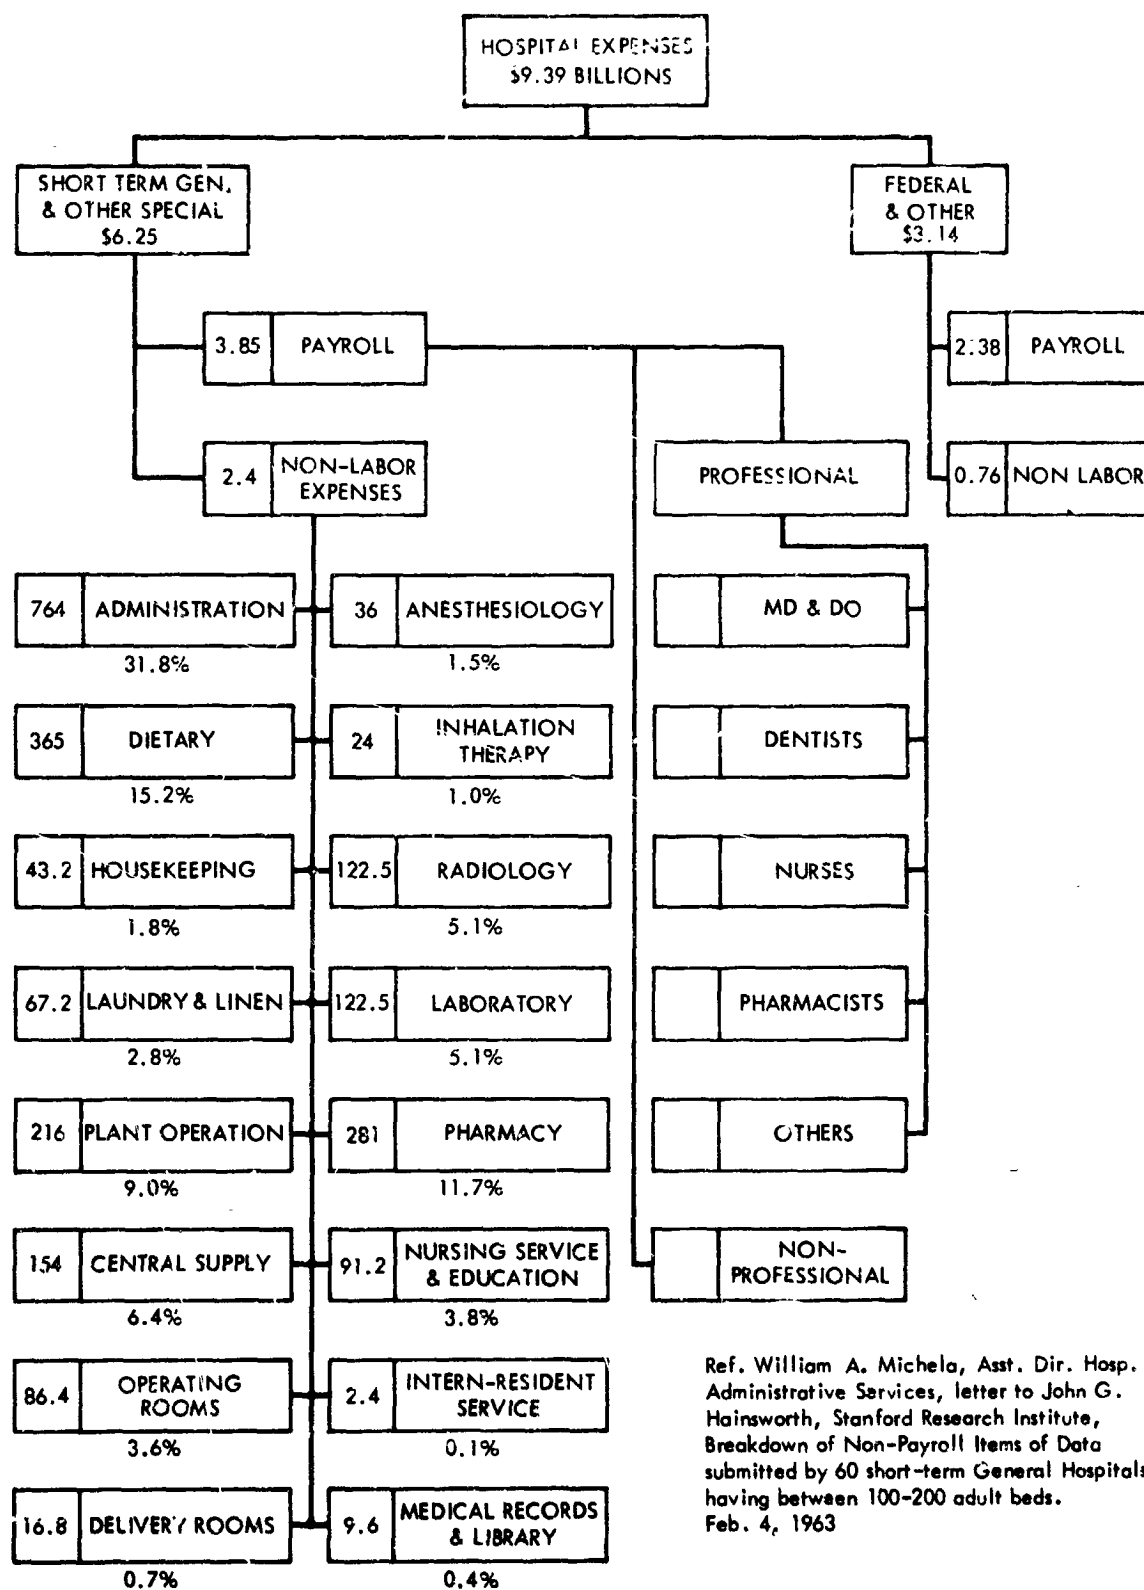 HOSPITAL EXPENSES
$9.39 BILLIONS
SHORT TERM GEN.
& OTHER SPECIAL
$6.25
FEDERAL
& OTHER
$3.14
3.85 PAYROLL
2.38 PAYROLL
2.4 NON-LABOR
EXPENSES
PROFESSIONAL
0.76 NON LABOR
764 ADMINISTRATION
31.8%
36 ANESTHESIOLOGY
1.5%
MD & DO
365 DIETARY
15.2%
24 INHALATION
THERAPY
1.0%
DENTISTS
43.2 HOUSEKEEPING
1.8%
122.5 RADIOLOGY
5.1%
NURSES
67.2 LAUNDRY & LINEN
2.8%
122.5 LABORATORY
5.1%
PHARMACISTS
216 PLANT OPERATION
9.0%
281 PHARMACY
11.7%
OTHERS
154 CENTRAL SUPPLY
6.4%
91.2 NURSING SERVICE
& EDUCATION
3.8%
NON-
PROFESSIONAL
86.4 OPERATING
ROOMS
3.6%
2.4 INTERN-RESIDENT
SERVICE
0.1%
16.8 DELIVERY ROOMS
0.7%
9.6 MEDICAL RECORDS
& LIBRARY
0.4%
Ref. William A. Michela, Asst. Dir. Hosp.
Administrative Services, letter to John G.
Hainsworth, Stanford Research Institute,
Breakdown of Non-Payroll Items of Data
submitted by 60 short-term General Hospitals
having between 100-200 adult beds.
Feb. 4, 1963